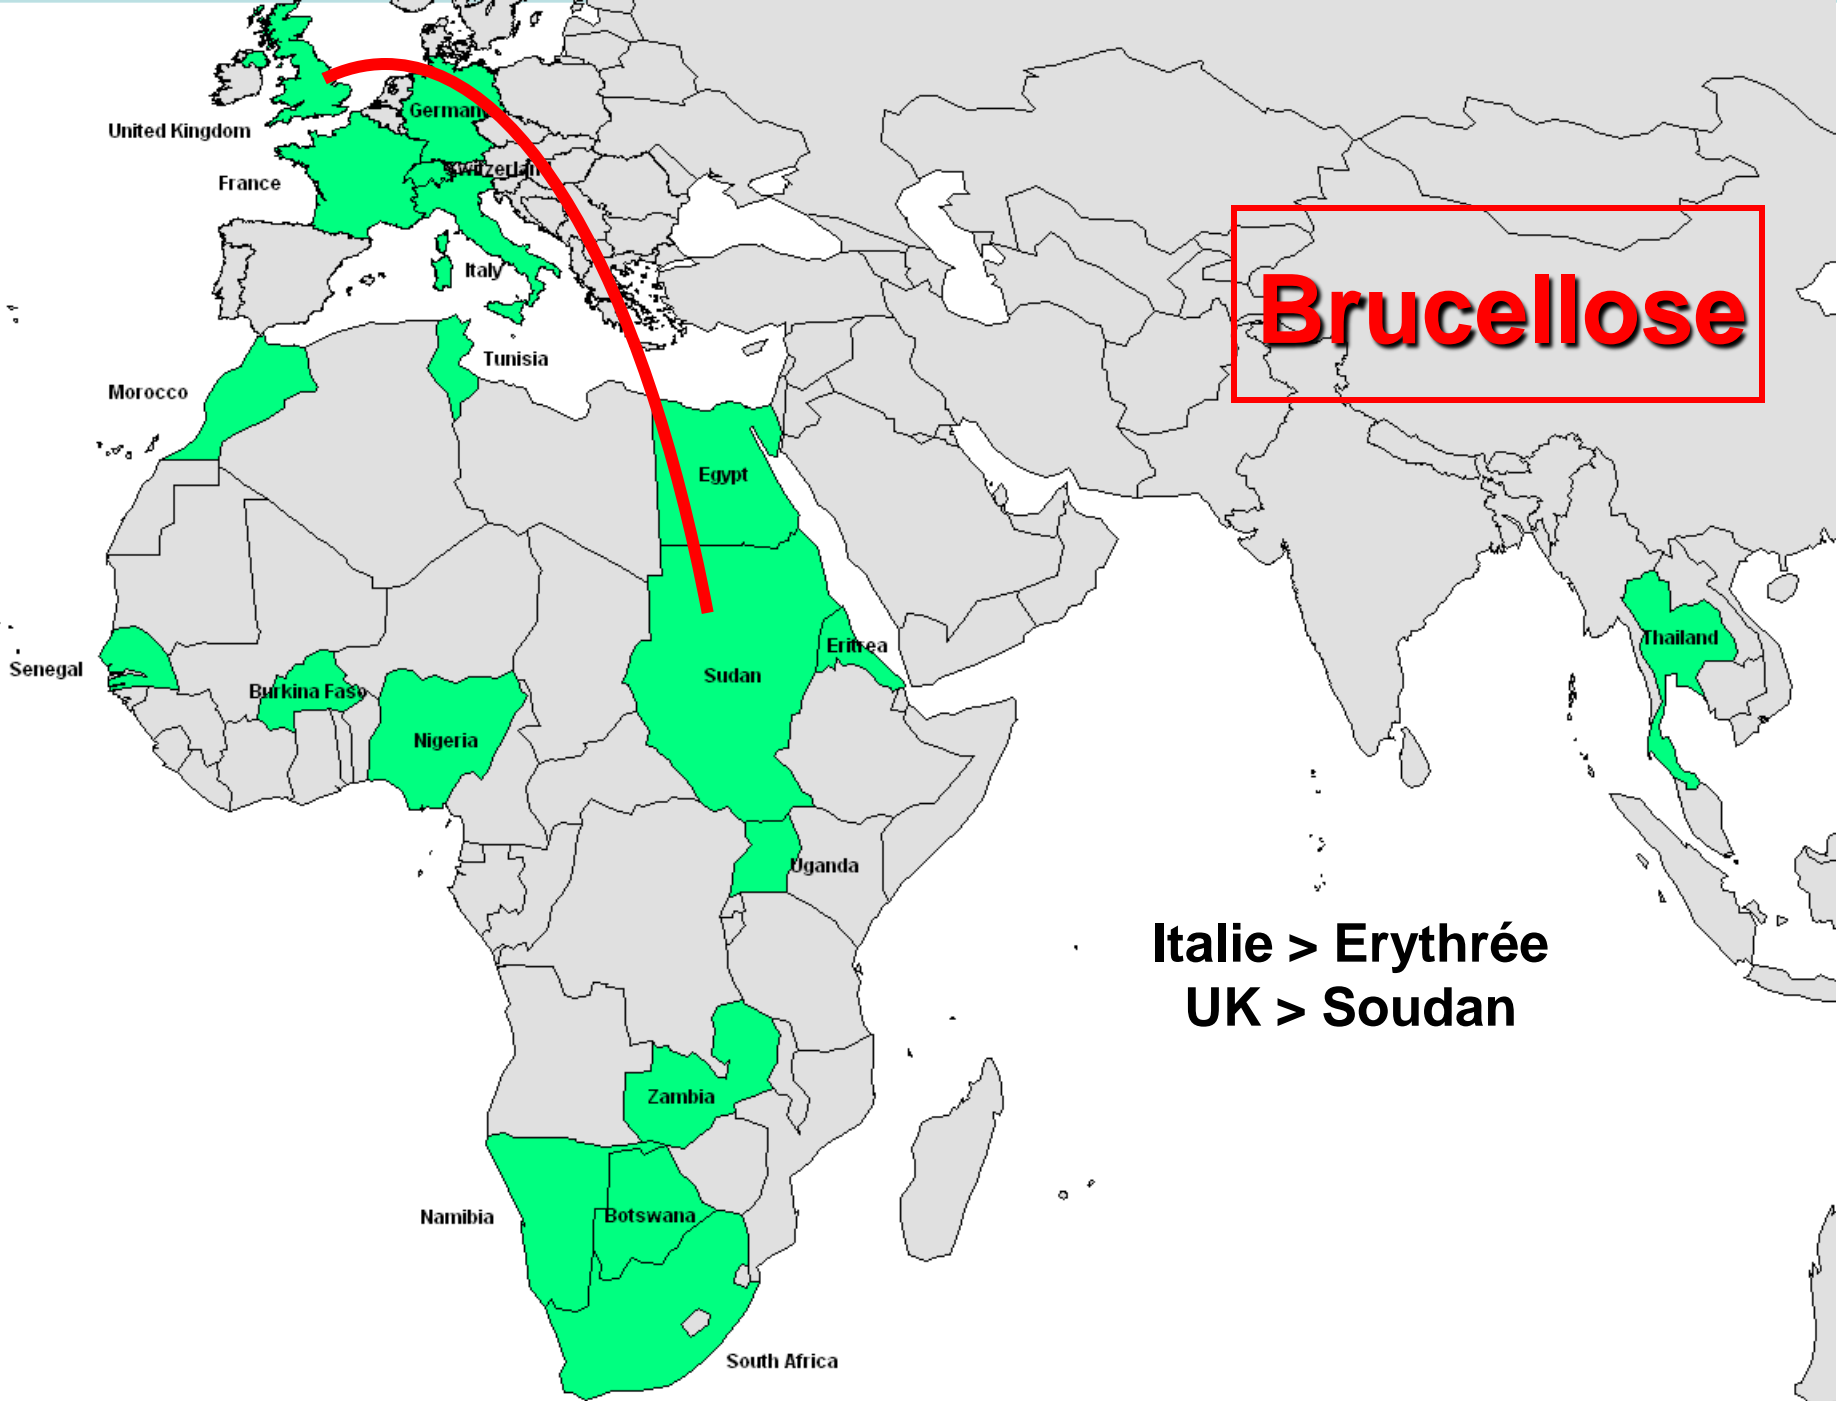 United Kingdom
German
France
Switzerland
Italy
Brucellose
Tunisia
Morocco
Egypt
Senegal
Burkina Faso
Nigeria
Sudan
Eritrea
Thailand
Uganda
Italie > Erythrée
UK > Soudan
Zambia
Namibia
Botswana
South Africa